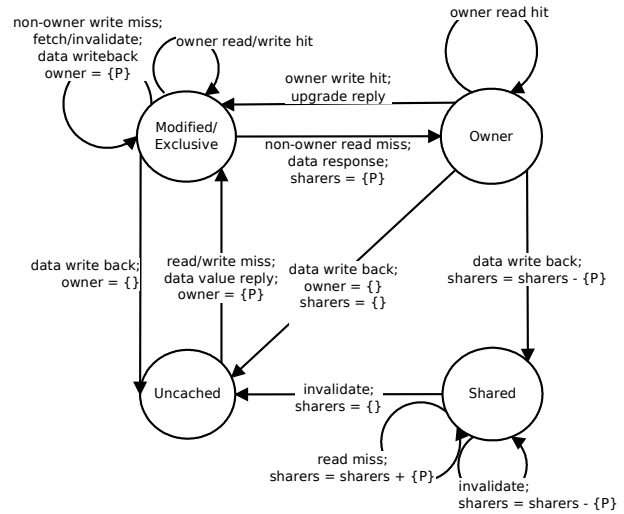 non-owner write miss;
fetch/invalidate;
data writeback
owner = {P}
owner read/write hit
owner read hit
owner write hit;
upgrade reply
Modified/
Exclusive
Owner
non-owner read miss;
data response;
sharers = {P}
data write back;
owner = {}
read/write miss;
data value reply;
owner = {P}
data write back;
owner = {}
sharers = {}
data write back;
sharers = sharers - {P}
Uncached
invalidate;
sharers = {}
Shared
read miss;
sharers = sharers + {P}
invalidate;
sharers = sharers - {P}